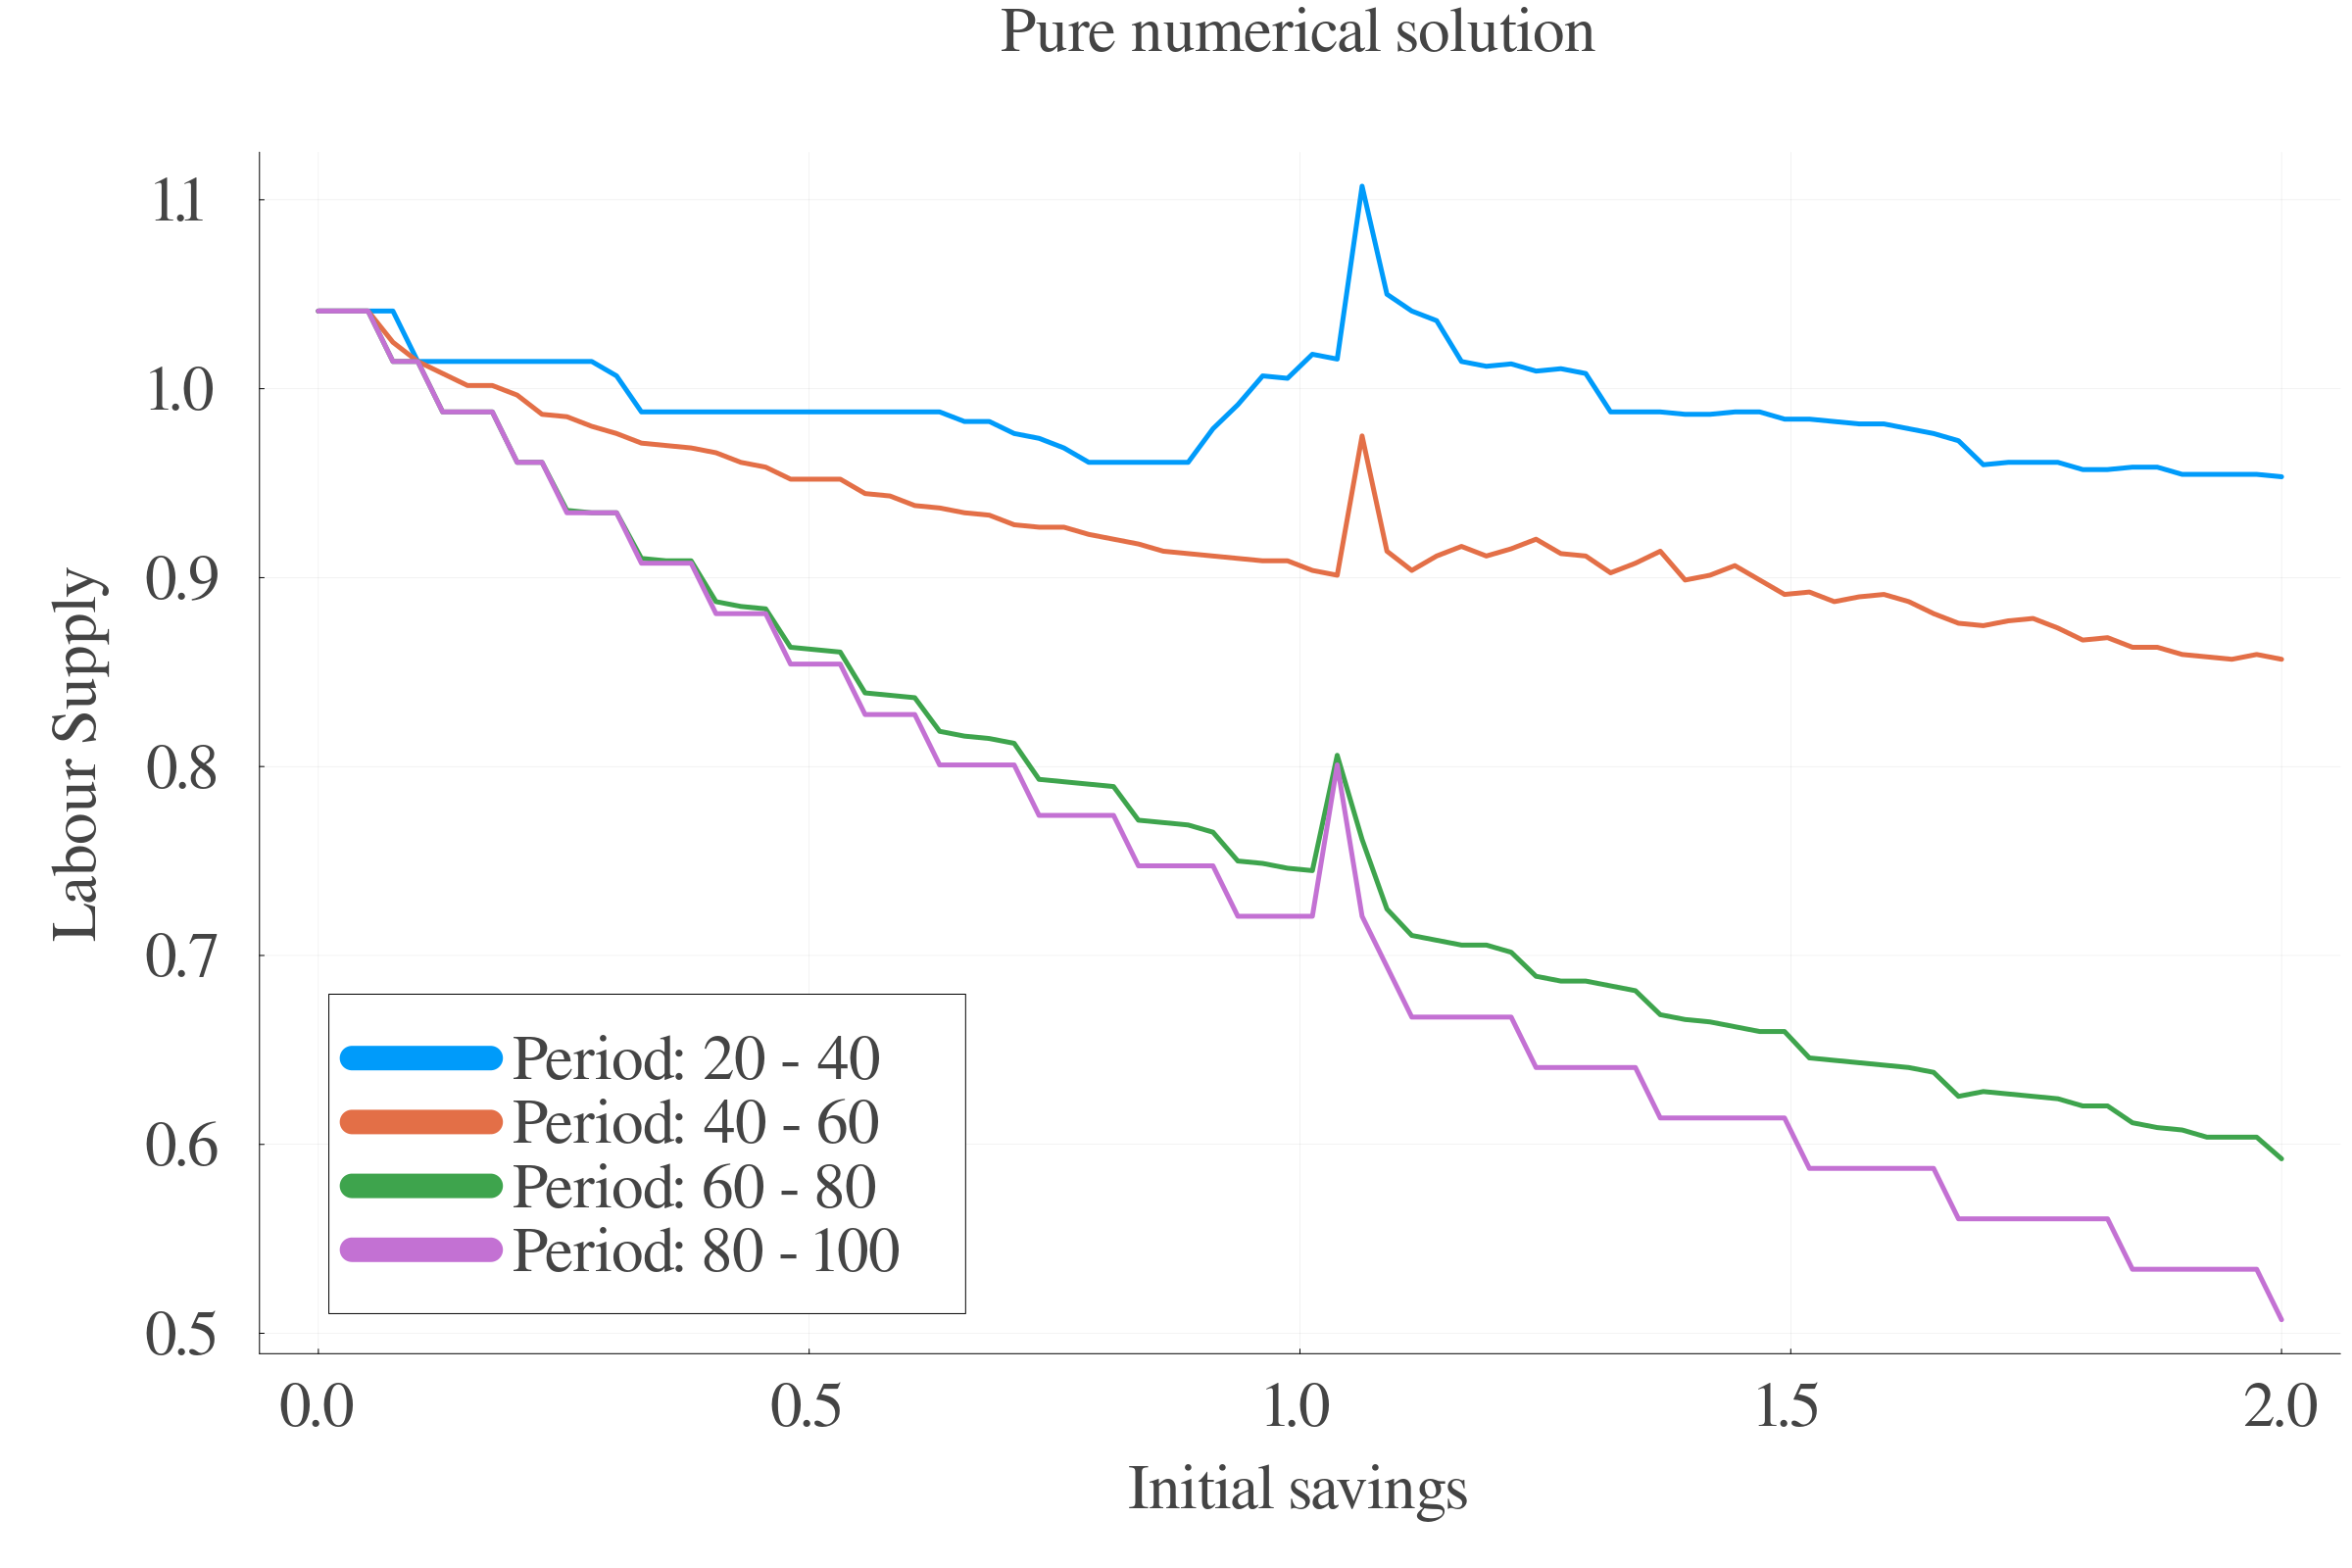 Pure numerical solution
1.1
1.0
0.9
0.8
0.7
0.6
0.5
Labour Supply
Period: 20 - 40
Period: 40 - 60
Period: 60 - 80
Period: 80 - 100
0.0 0.5 1.0 1.5 2.0
Initial savings